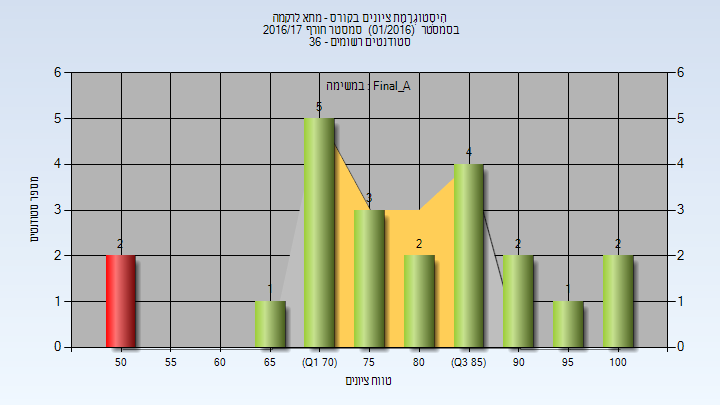 היסטוגרמת ציונים בקורס - מתא לרקמה
בסמסטר (01/2016) סמסטר חורף 2016/17
סטודנטים רשומים - 36
במשימה : Final_A
6 6
5 5
4 4
3 3
2 2
1 1
0 0
2 1 5 3 2 4 2 1 2
מספר סטודנטים
50 55 60 65 (Q1 70) 75 80 (Q3 85) 90 95 100
טווח ציונים